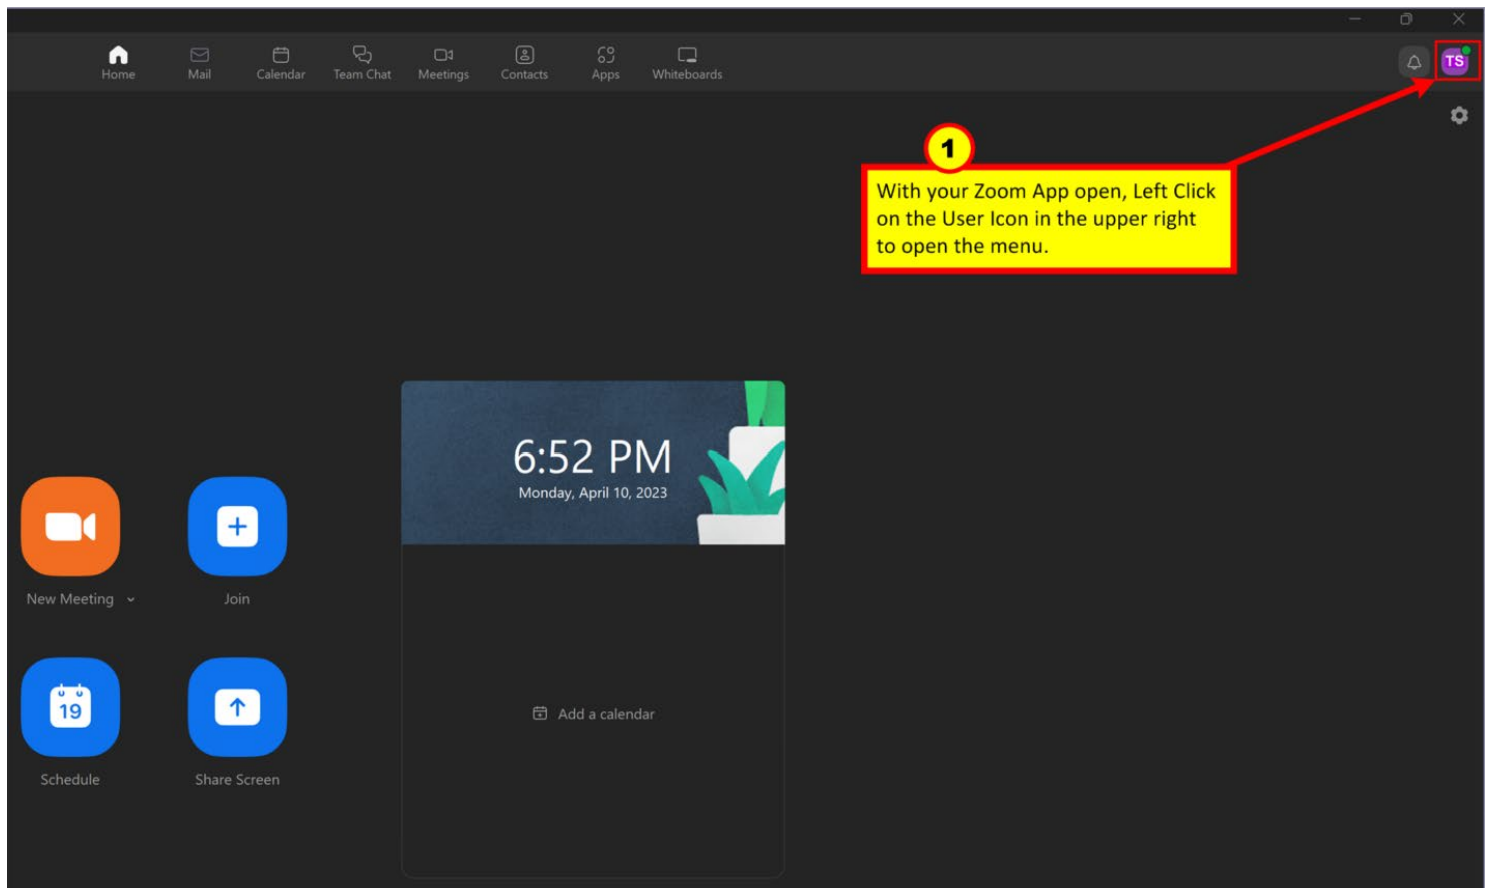 Home Mail Calendar Team Chat Meetings Contacts Apps Whiteboards
TS
1
With your Zoom App open, Left Click
on the User Icon in the upper right
to open the menu.
6:52 PM
Monday, April 10, 2023
New Meeting Join
19
Schedule Share Screen
Add a calendar